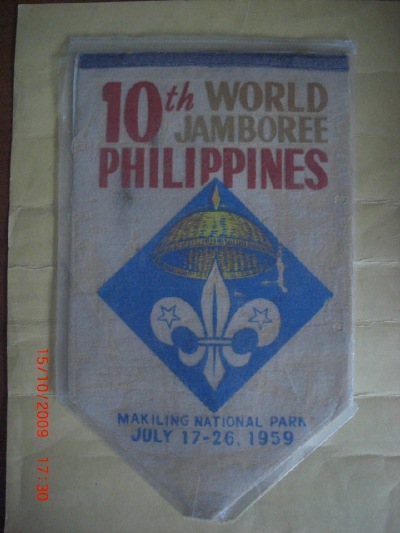 10th WORLD
JAMBOREE
PHILIPPINES
MAKILING NATIONAL PARK
JULY 17-26, 1959
15/10/2009 17:30